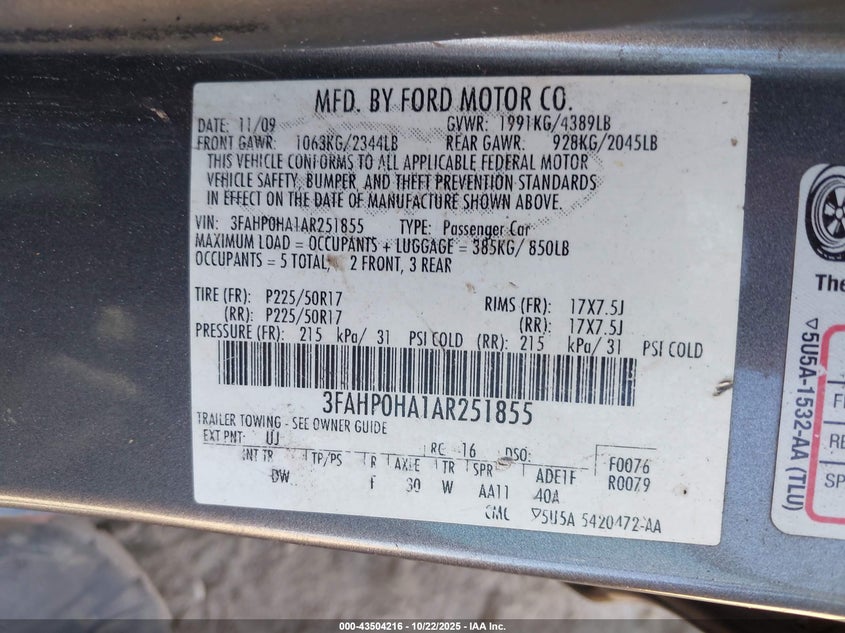 MFD. BY FORD MOTOR CO.
DATE: 11/09 GVWR: 1991KG/4389LB
FRONT GAWR: 1063KG/2344LB REAR GAWR: 928KG/2045LB
THIS VEHICLE CONFORMS TO ALL APPLICABLE FEDERAL MOTOR
VEHICLE SAFETY, BUMPER, AND THEFT PREVENTION STANDARDS
IN EFFECT ON THE DATE OF MANUFACTURE SHOWN ABOVE.
VIN: 3FAHP0HA1AR251855 TYPE: Passenger Car
MAXIMUM LOAD = OCCUPANTS + LUGGAGE = 385KG/ 850LB
OCCUPANTS = 5 TOTAL, 2 FRONT, 3 REAR
TIRE (FR): P225/50R17 RIMS (FR): 17X7.5J
(RR): P225/50R17 (RR): 17X7.5J
PRESSURE (FR): 215 kPa/ 31 PSI COLD (RR): 215 kPa/ 31 PSI COLD
3FAHP0HA1AR251855
TRAILER TOWING - SEE OWNER GUIDE
EXT PNT: UJ RC: 16 DSO: F0076
INT TR TP/PS R AXLE TR SPR ADE1F R0079
DW 30 W AA11 40A
▽5U5A 5420472-AA
The
▽5U5A-1532-AA (TLU)
SP
000-43504216 - 10/22/2025 - IAA Inc.